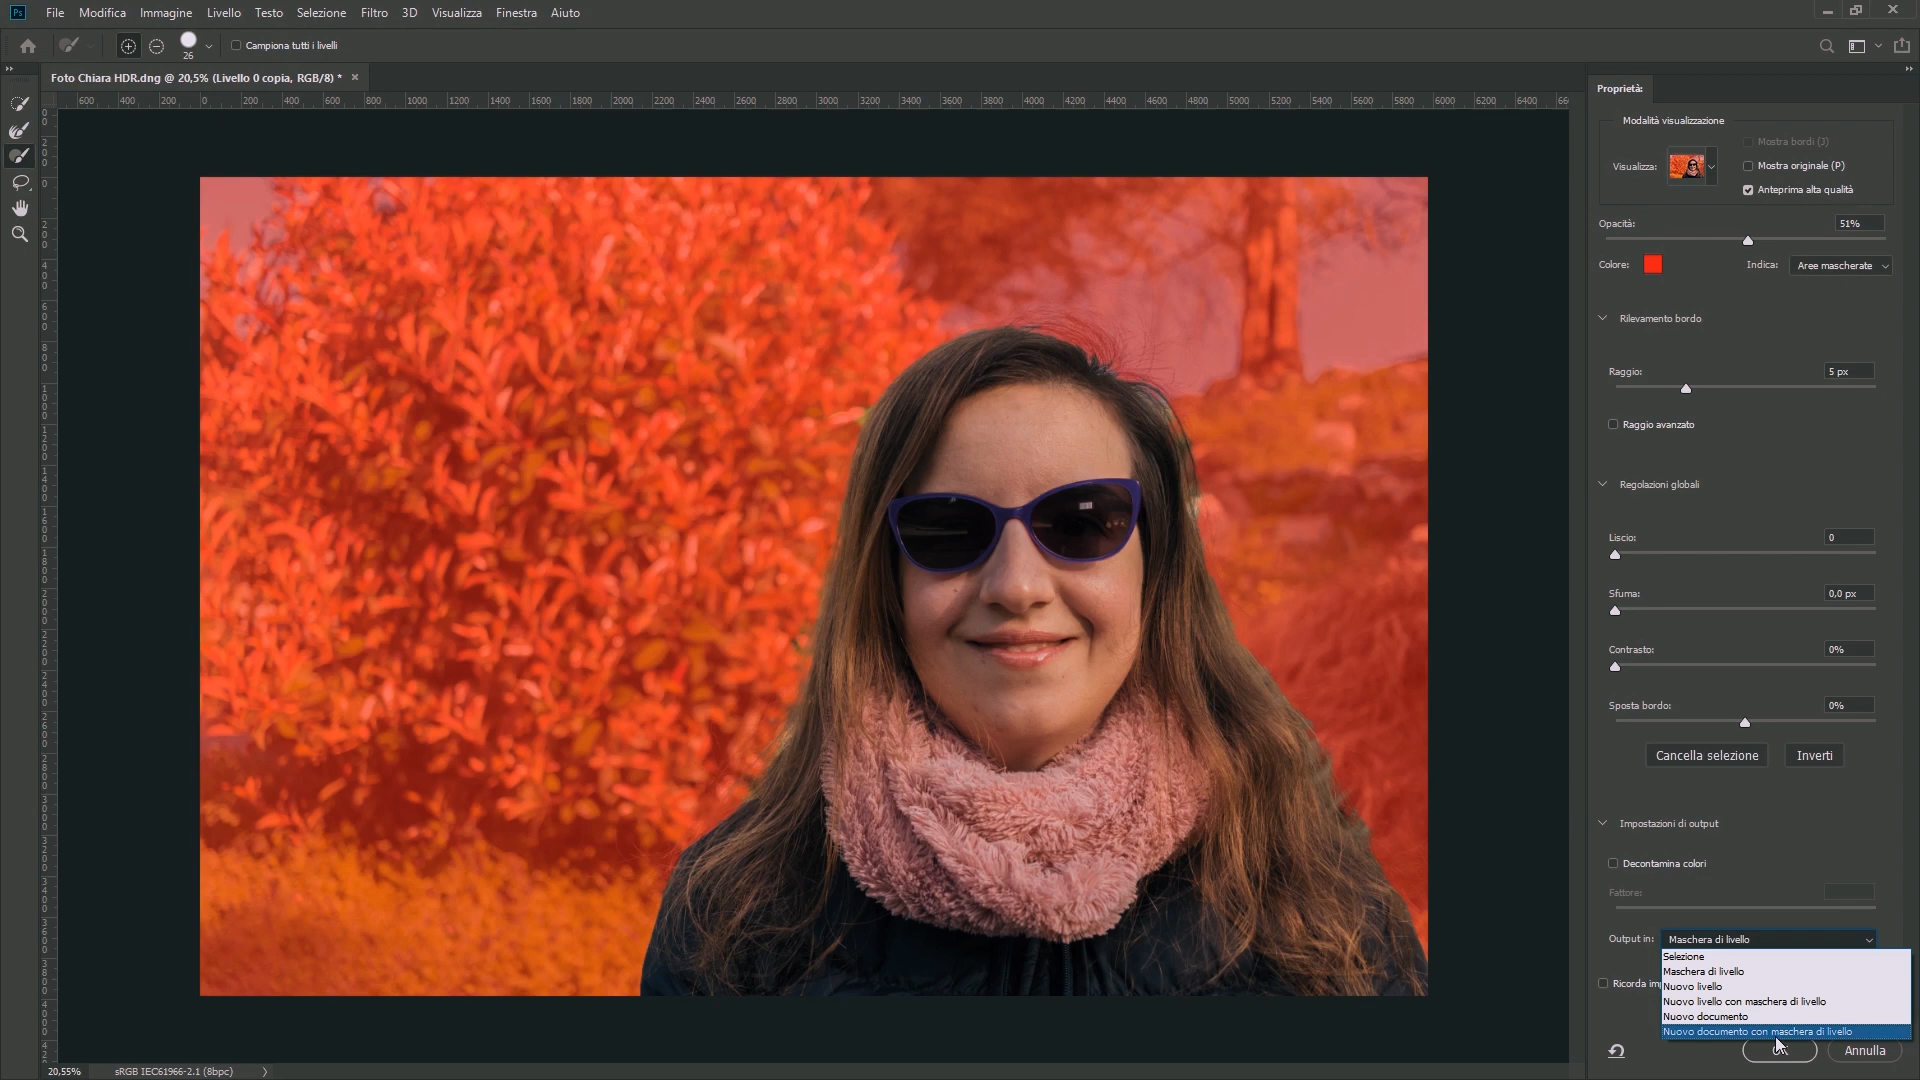 Ps File Modifica Immagine Livello Testo Selezione Filtro 3D Visualizza Finestra Aiuto
26 Campiona tutti i livelli
Foto Chiara HDR.dng @ 20,5% (Livello 0 copia, RGB/8) *
600 400 200 0 200 400 600 800 1000 1200 1400 1600 1800 2000 2200 2400 2600 2800 3000 3200 3400 3600 3800 4000 4200 4400 4600 4800 5000 5200 5400 5600 5800 6000 6200 6400
Proprietà:
Modalità visualizzazione
Visualizza:
Mostra bordi (J)
Mostra originale (P)
Anteprima alta qualità
Opacità: 51%
Colore: Indica: Aree mascherate
Rilevamento bordo
Raggio: 5 px
Raggio avanzato
Regolazioni globali
Liscio: 0
Sfuma: 0,0 px
Contrasto: 0%
Sposta bordo: 0%
Cancella selezione Inverti
Impostazioni di output
Decontamina colori
Fattore:
Output in: Maschera di livello
Selezione
Maschera di livello
Nuovo livello
Nuovo livello con maschera di livello
Nuovo documento
Nuovo documento con maschera di livello
Ricorda
Annulla
20,55% sRGB IEC61966-2.1 (8bpc)